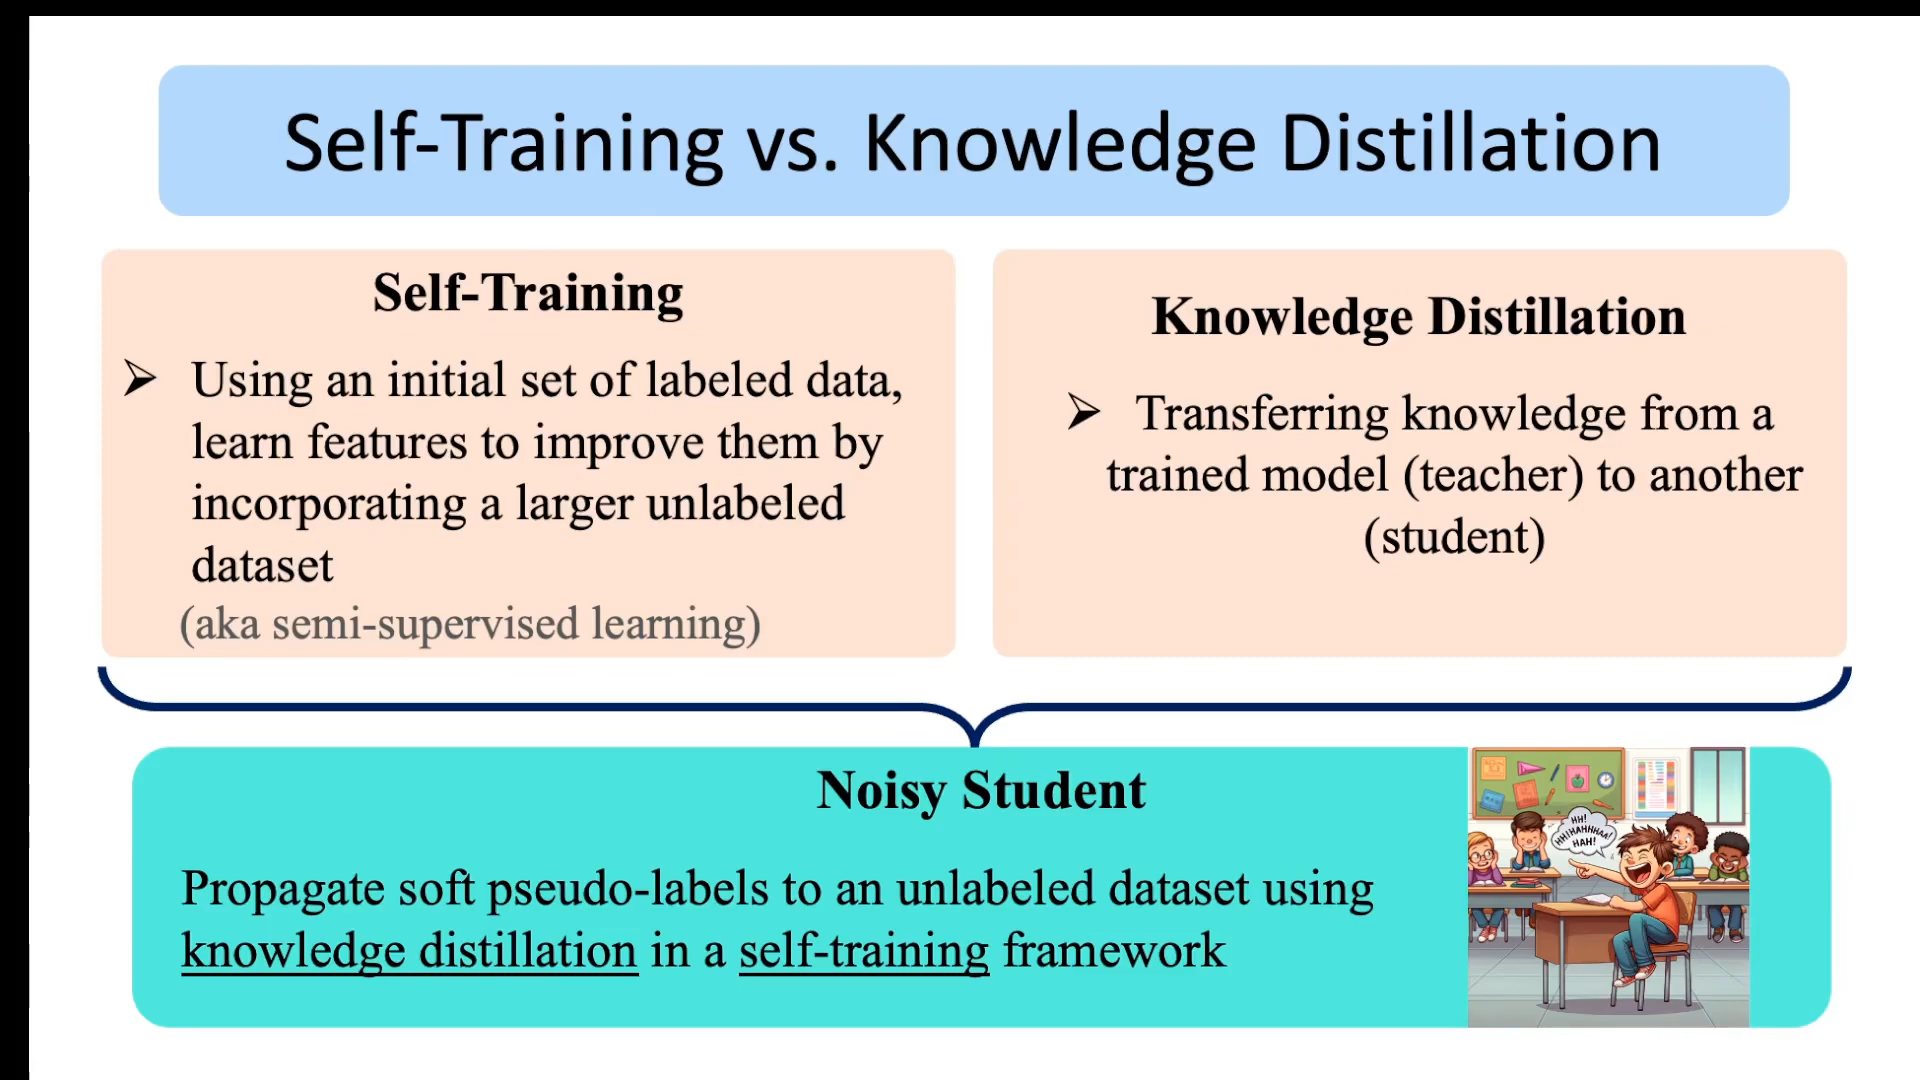 Self-Training vs. Knowledge Distillation
Self-Training
➢ Using an initial set of labeled data,
learn features to improve them by
incorporating a larger unlabeled
dataset
(aka semi-supervised learning)
Knowledge Distillation
➢ Transferring knowledge from a
trained model (teacher) to another
(student)
Noisy Student
Propagate soft pseudo-labels to an unlabeled dataset using
knowledge distillation in a self-training framework
HH!
HAH!